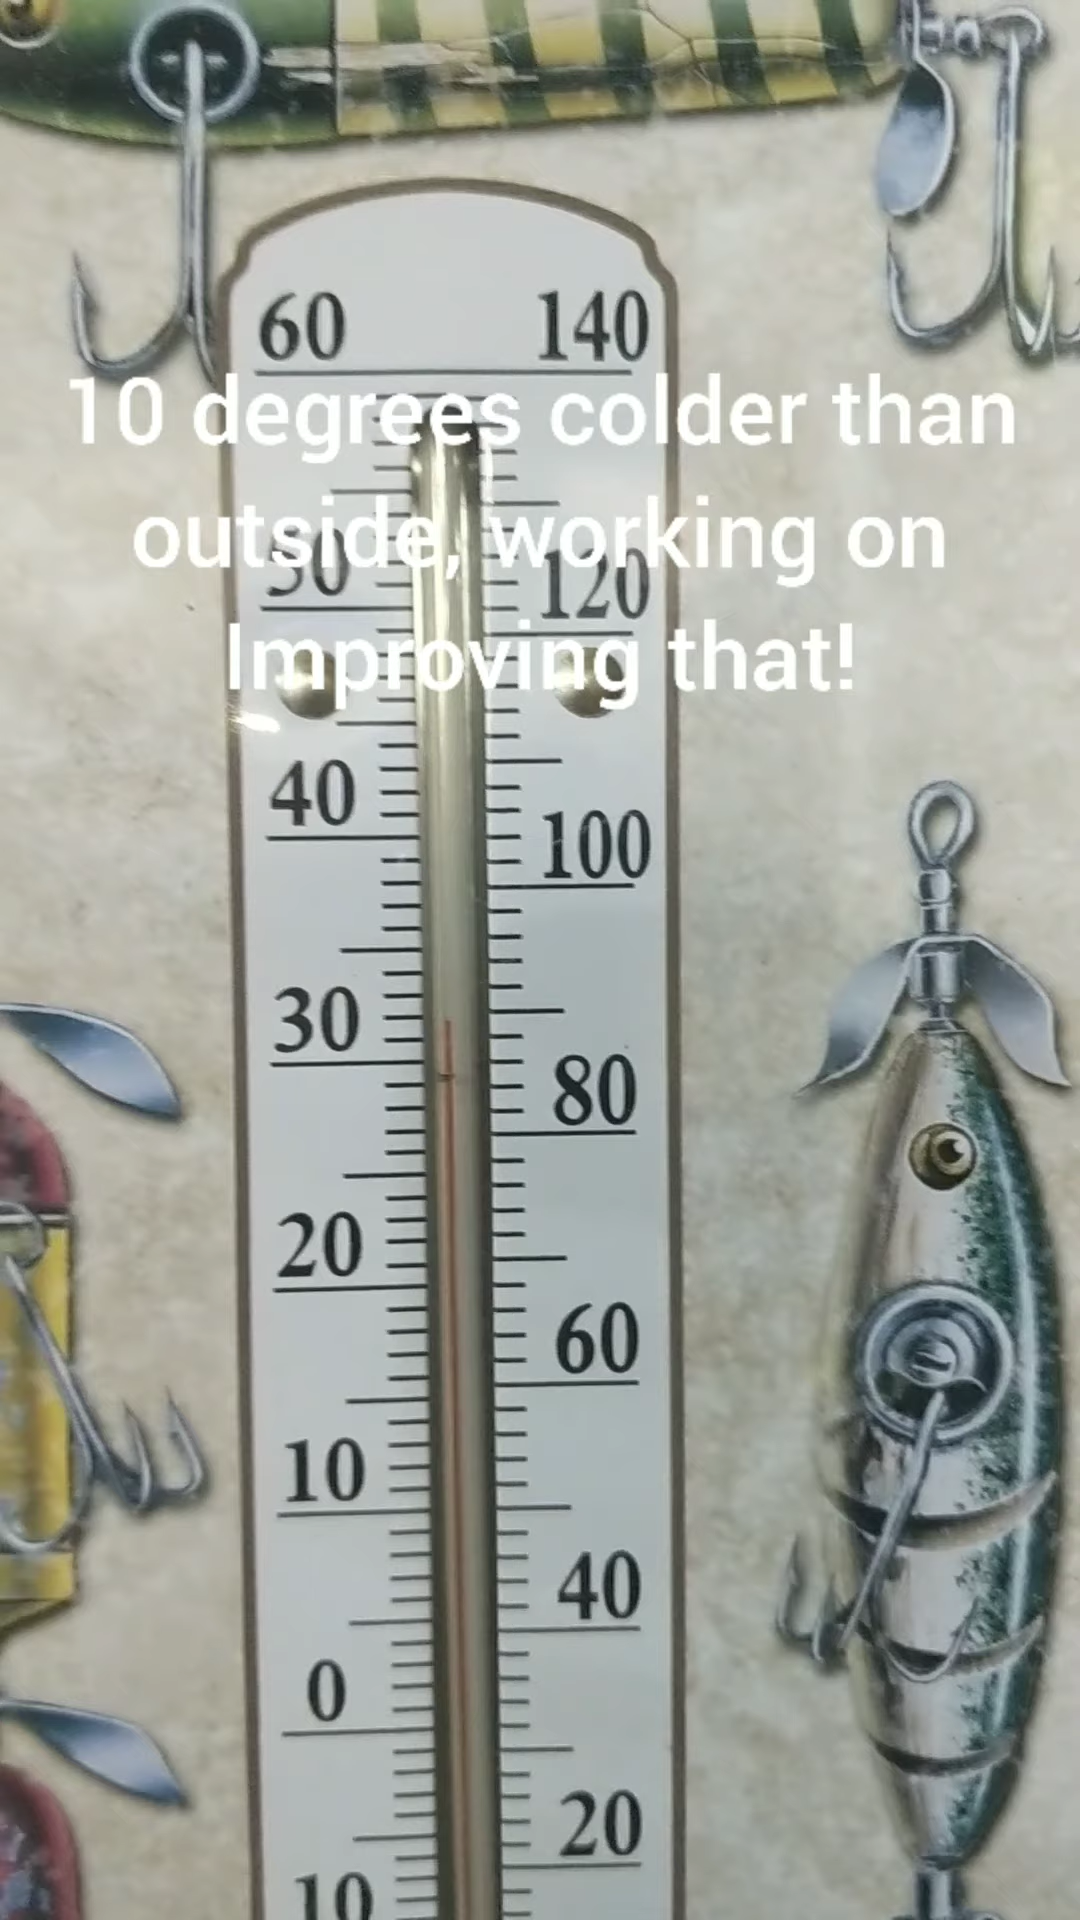 60 140
10 degrees colder than
outside, working on
Improving that!
50 120
40 100
30 80
20 60
10 40
0 20
10